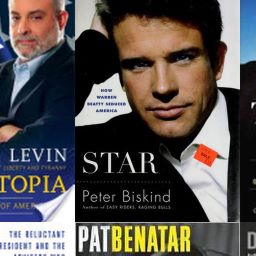 LEVIN
OF LIBERTY AND TYRANNY
TOPIA
OF AMER
THE RELUCTANT
RESIDENT AND THE
HOW
WARREN
BEATTY SEDUCED
AMERICA
STAR
Peter Biskind
Author of EASY RIDERS, RAGING BULLS
PAT BENATAR
T
D